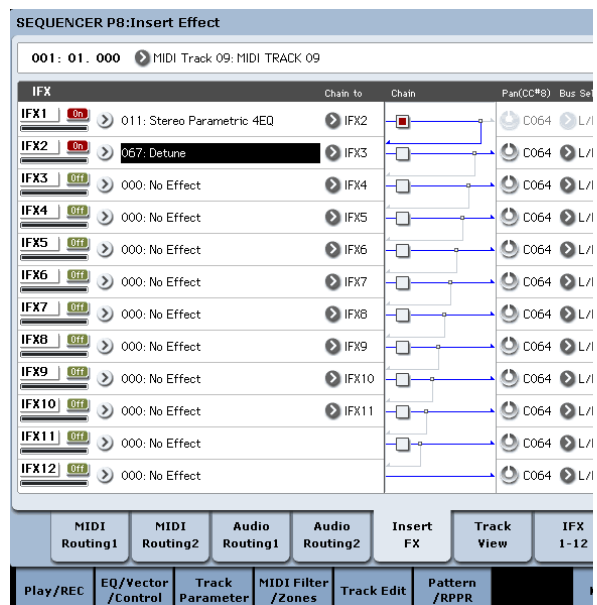 SEQUENCER P8:Insert Effect
001: 01. 000 MIDI Track 09: MIDI TRACK 09
IFX Chain to Chain Pan(CC#8) Bus Sel
IFX1 On 011: Stereo Parametric 4EQ IFX2 C064 L/
IFX2 On 067: Detune IFX3 C064 L/
IFX3 Off 000: No Effect IFX4 C064 L/
IFX4 Off 000: No Effect IFX5 C064 L/
IFX5 Off 000: No Effect IFX6 C064 L/
IFX6 Off 000: No Effect IFX7 C064 L/
IFX7 Off 000: No Effect IFX8 C064 L/
IFX8 Off 000: No Effect IFX9 C064 L/
IFX9 Off 000: No Effect IFX10 C064 L/
IFX10 Off 000: No Effect IFX11 C064 L/
IFX11 Off 000: No Effect C064 L/
IFX12 Off 000: No Effect C064 L/
MIDI Routing1 MIDI Routing2 Audio Routing1 Audio Routing2 Insert FX Track View IFX 1-12
Play/REC EQ/Vector /Control Track Parameter MIDI Filter /Zones Track Edit Pattern /RPPR